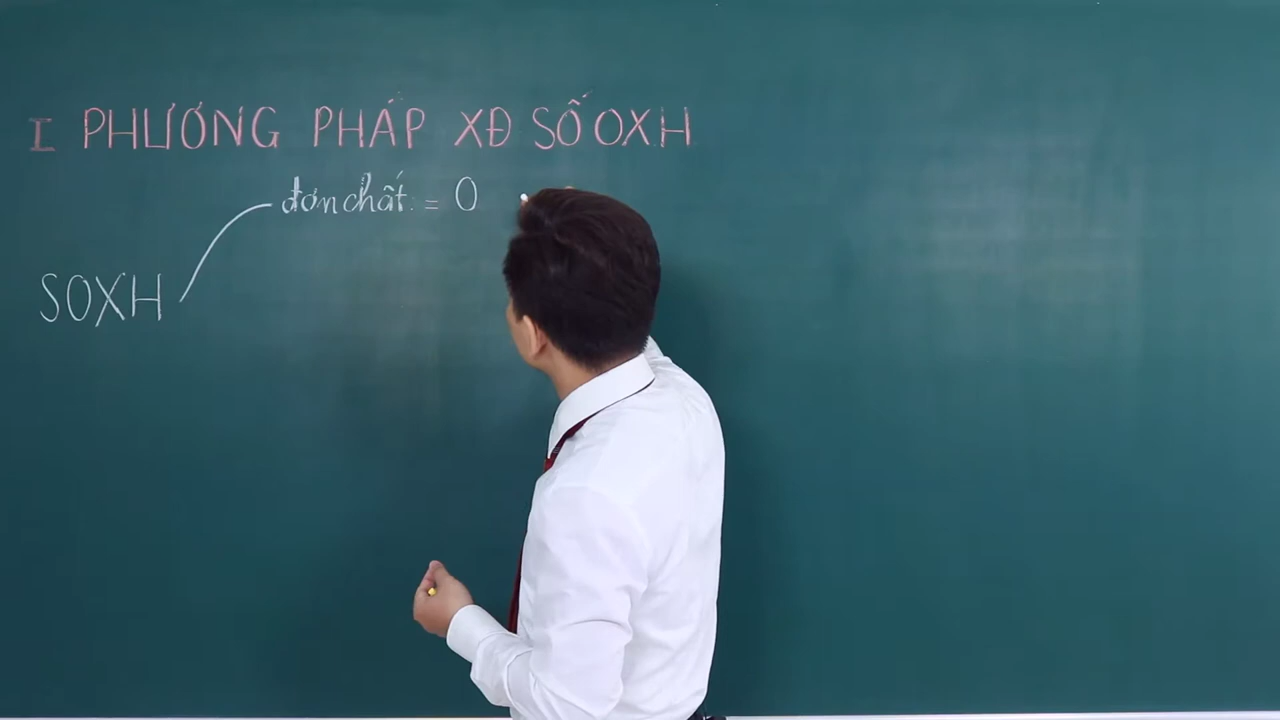 I PHƯƠNG PHÁP XĐ SỐ OXH
đơn chất = 0
SOXH